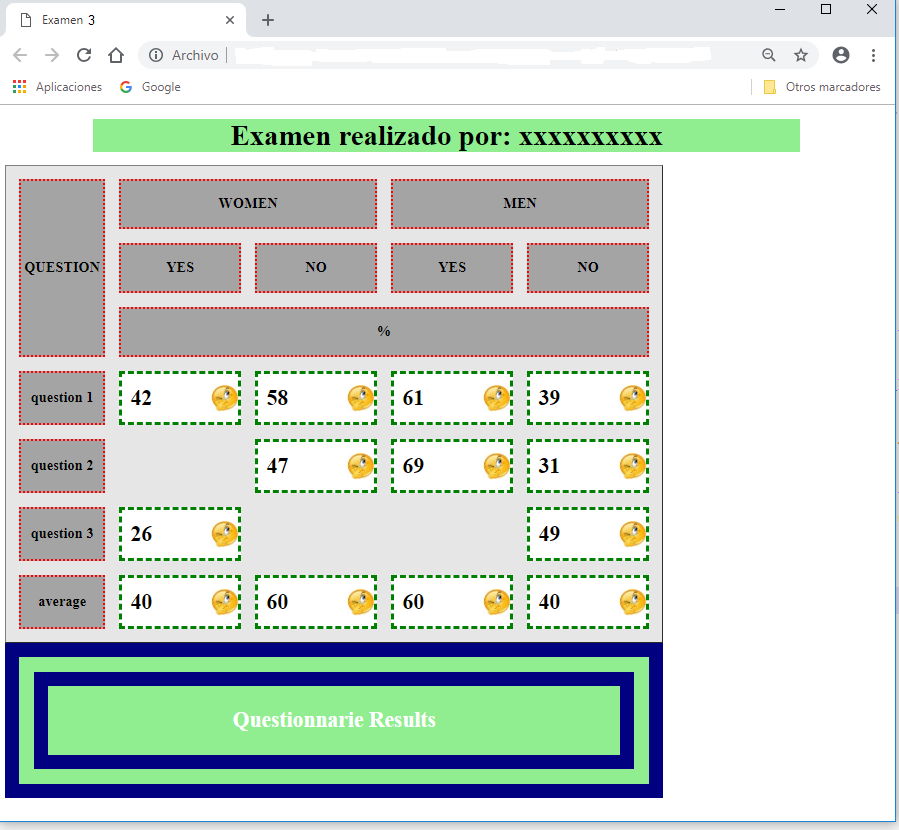 Examen 3
Archivo
Aplicaciones Google Otros marcadores
Examen realizado por: xxxxxxxxxx
QUESTION WOMEN MEN
YES NO YES NO
%
question 1 42 58 61 39
question 2 47 69 31
question 3 26 49
average 40 60 60 40
Questionnarie Results